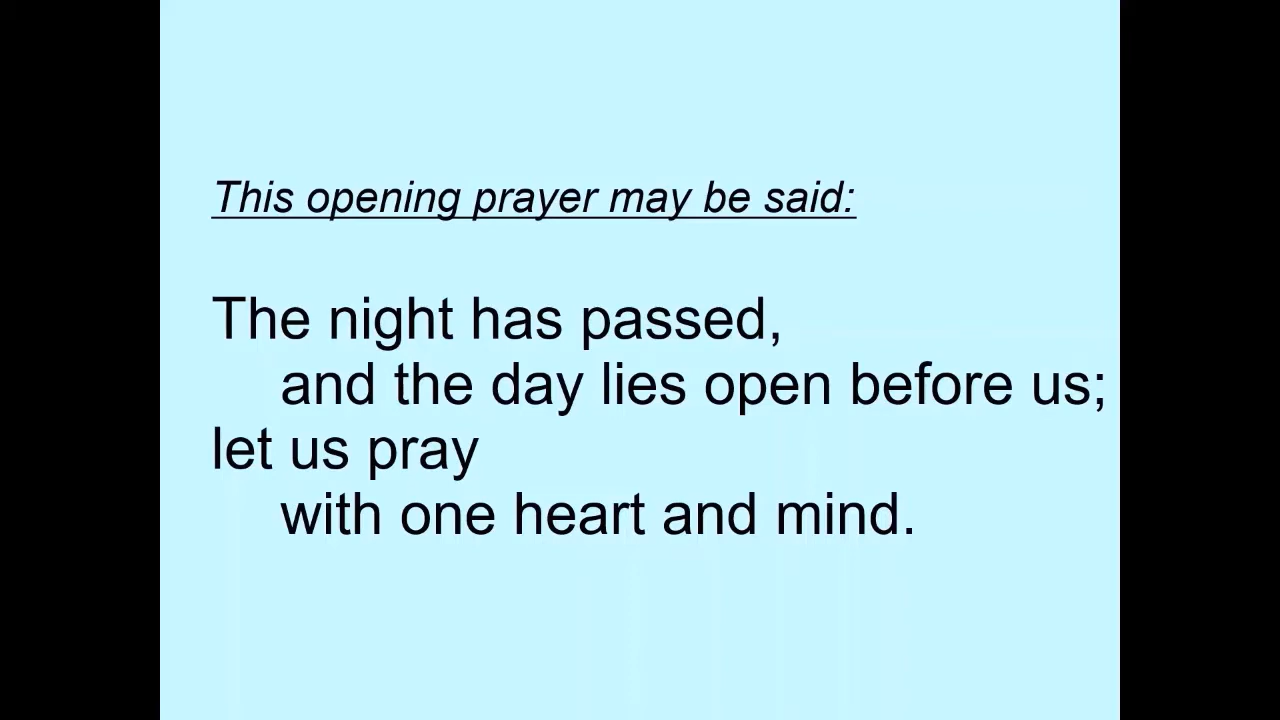 This opening prayer may be said:
The night has passed,
and the day lies open before us;
let us pray
with one heart and mind.